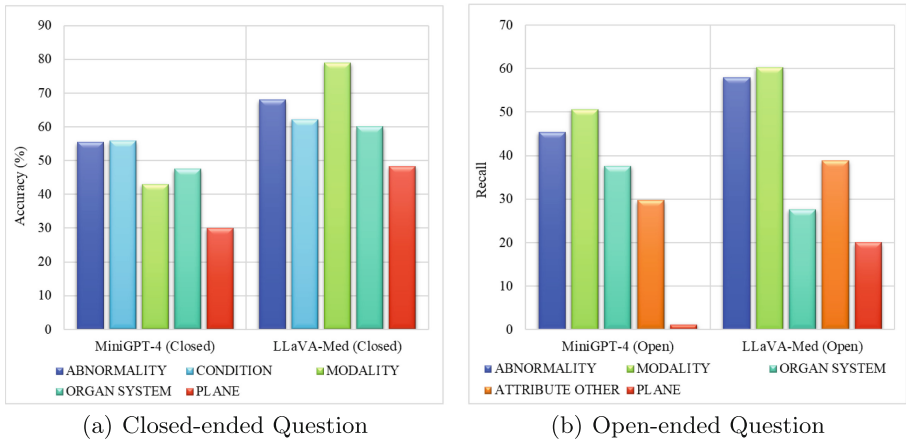 90
80
70
60
50
40
30
20
10
0
Accuracy (%)
MiniGPT-4 (Closed) LLaVA-Med (Closed)
ABNORMALITY CONDITION MODALITY
ORGAN SYSTEM PLANE
(a) Closed-ended Question
70
60
50
40
30
20
10
0
Recall
MiniGPT-4 (Open) LLaVA-Med (Open)
ABNORMALITY MODALITY ORGAN SYSTEM
ATTRIBUTE OTHER PLANE
(b) Open-ended Question